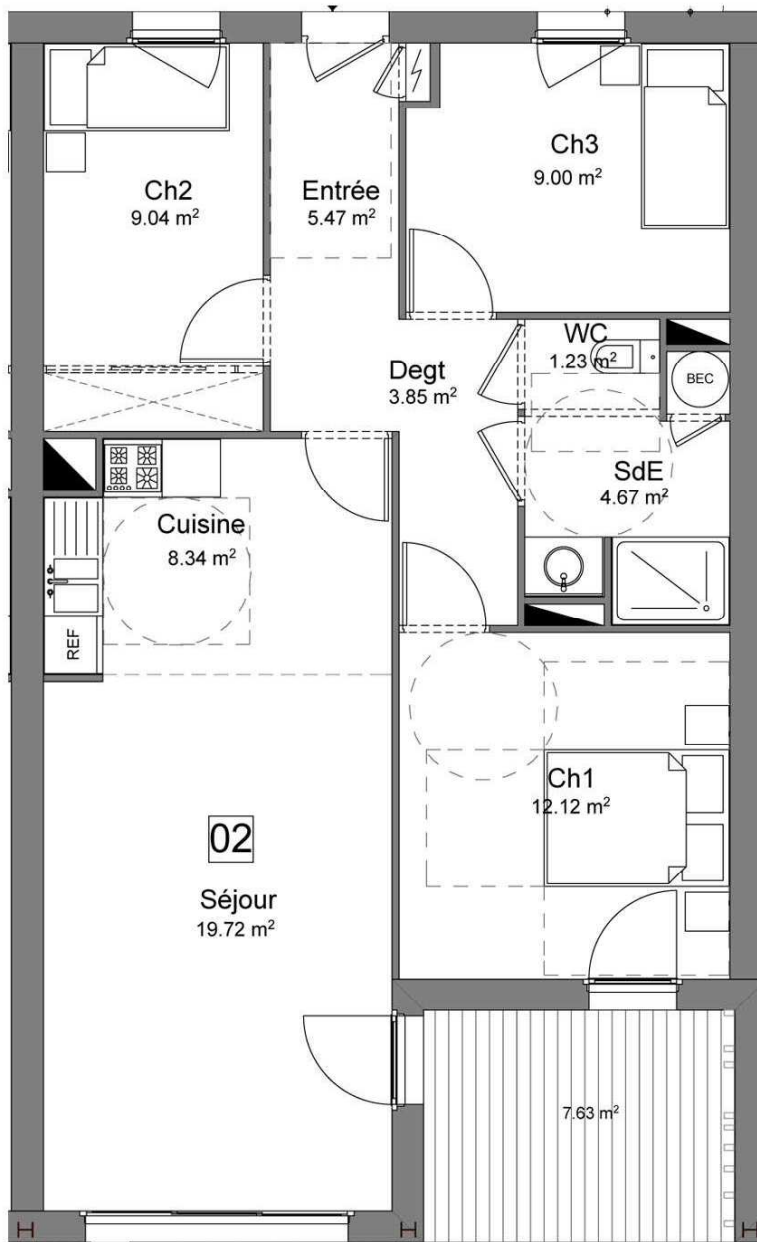 Ch2
9.04 m²
Entrée
5.47 m²
Ch3
9.00 m²
WC
1.23 m²
BEC
Degt
3.85 m²
SdE
4.67 m²
Cuisine
8.34 m²
REF
Ch1
12.12 m²
02
Séjour
19.72 m²
7.63 m²